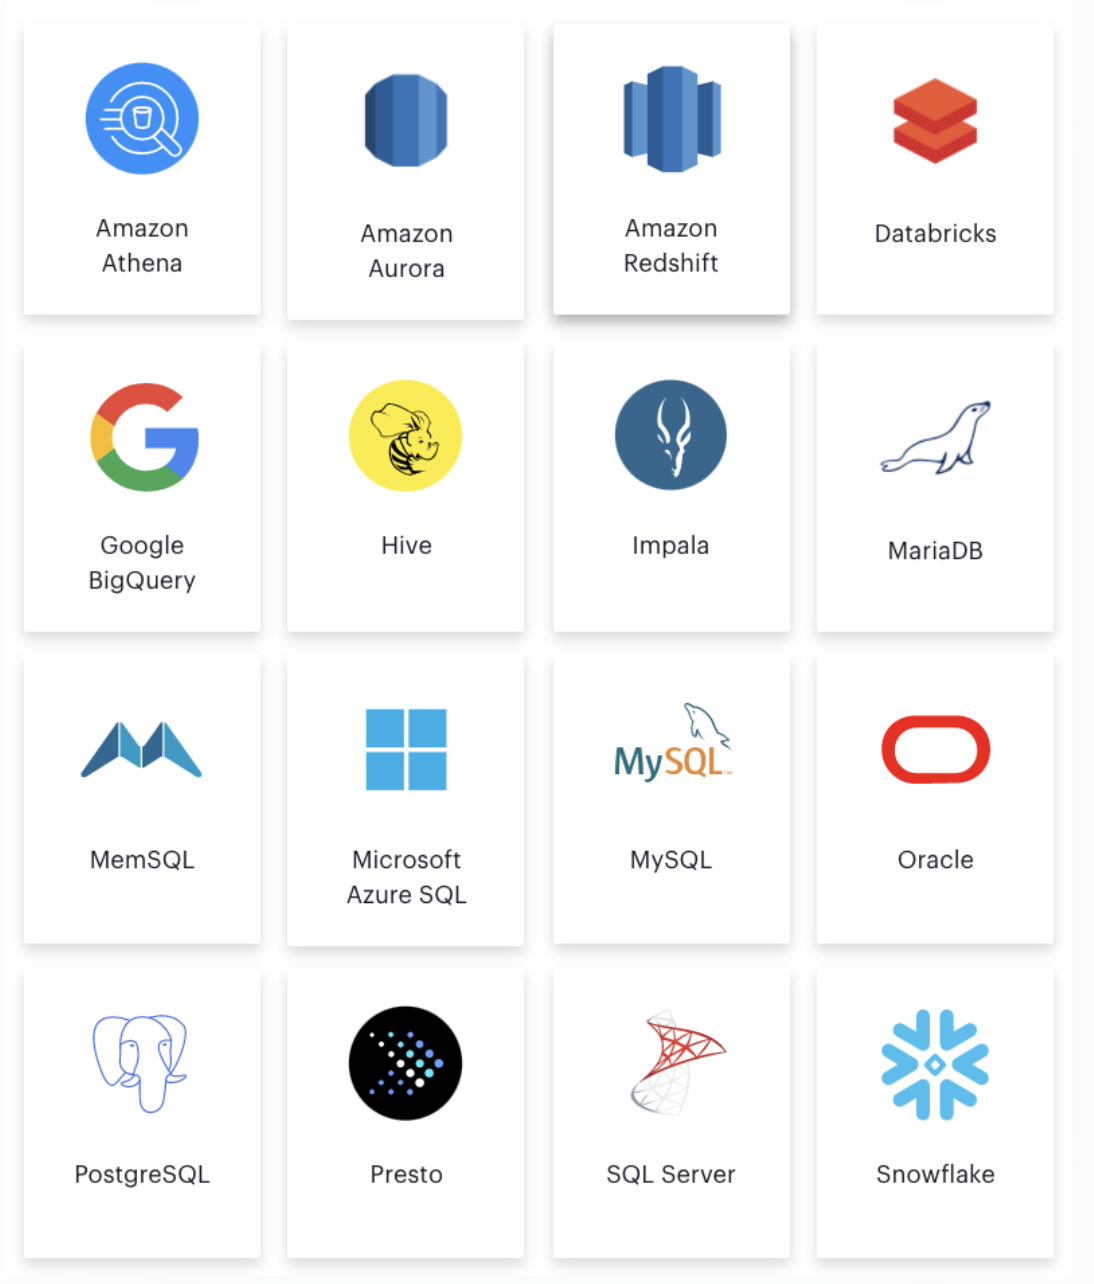 Amazon
Athena
Amazon
Aurora
Amazon
Redshift
Databricks
Google
BigQuery
Hive
Impala
MariaDB
MemSQL
Microsoft
Azure SQL
MySQL
MySQL
Oracle
PostgreSQL
Presto
SQL Server
Snowflake